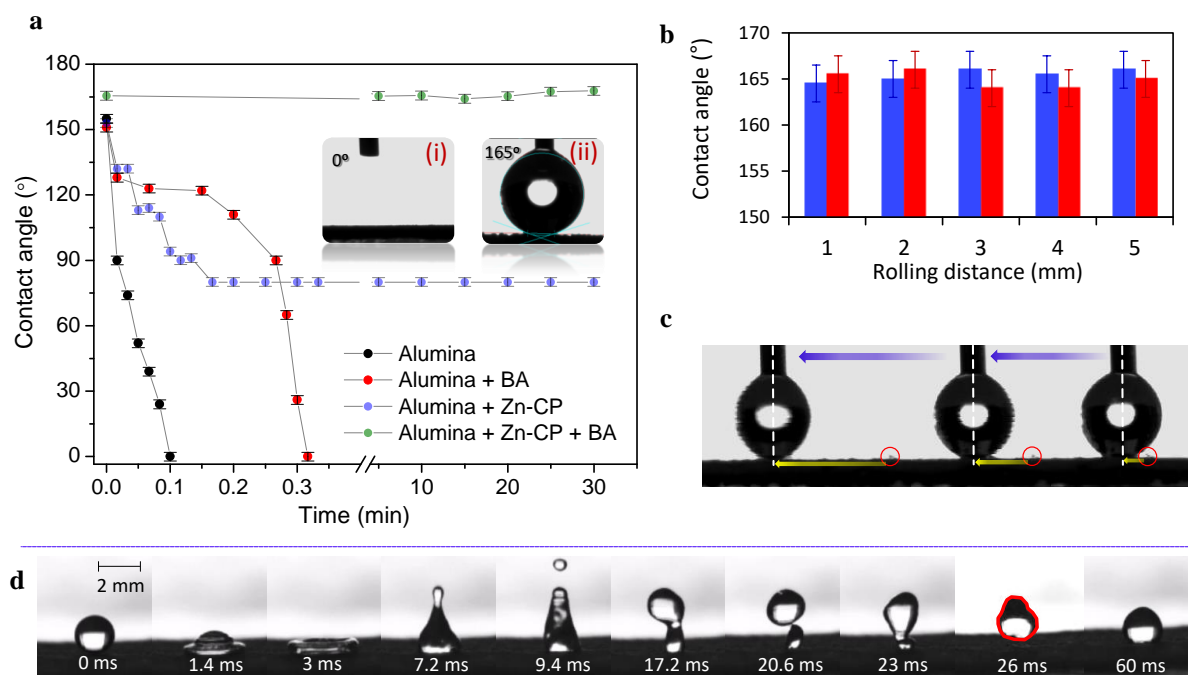 a
180
150
120
90
60
30
0
Contact angle (°)
0.0 0.1 0.2 0.3 10 20 30
Time (min)
0º
(i)
165º
(ii)
Alumina
Alumina + BA
Alumina + Zn-CP
Alumina + Zn-CP + BA
b
170
165
160
155
150
Contact angle (°)
1 2 3 4 5
Rolling distance (mm)
c
d
2 mm
0 ms 1.4 ms 3 ms 7.2 ms 9.4 ms 17.2 ms 20.6 ms 23 ms 26 ms 60 ms